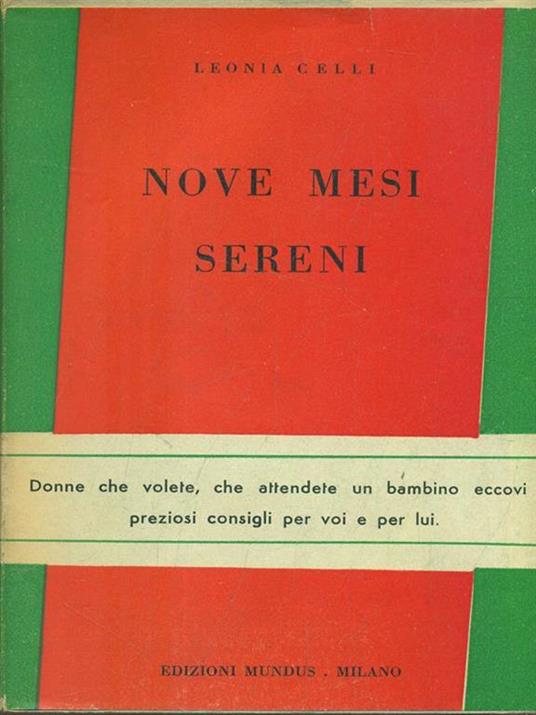 LEONIA CELLI
NOVE MESI
SERENI
Donne che volete, che attendete un bambino eccovi
preziosi consigli per voi e per lui.
EDIZIONI MUNDUS . MILANO